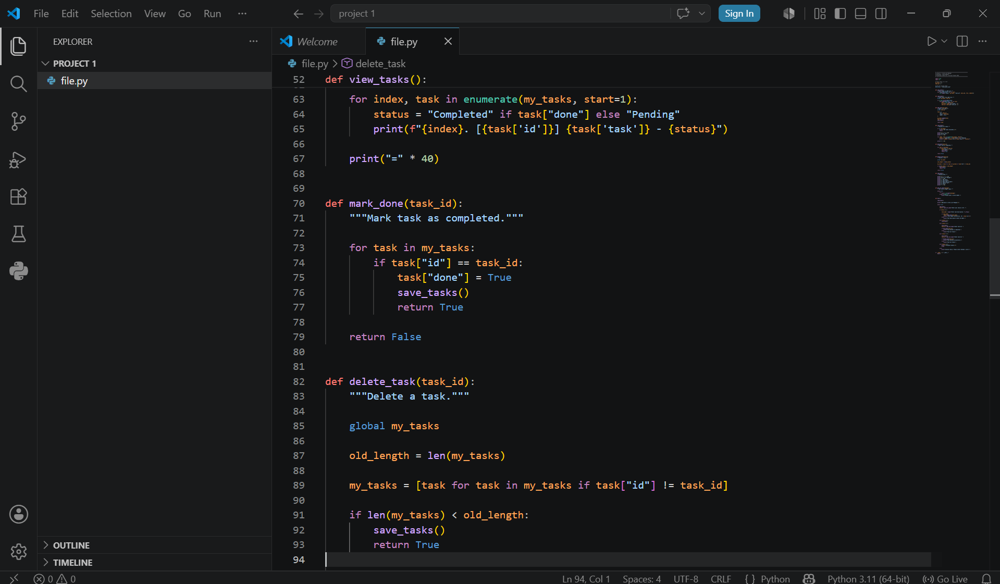 File Edit Selection View Go Run ··· project 1 Sign In
EXPLORER ···
PROJECT 1
file.py
OUTLINE
TIMELINE
Welcome file.py
file.py > delete_task
52 def view_tasks():
63     for index, task in enumerate(my_tasks, start=1):
64         status = "Completed" if task["done"] else "Pending"
65         print(f"{index}. [{task['id']}] {task['task']} - {status}")
66
67     print("=" * 40)
68
69
70 def mark_done(task_id):
71     """Mark task as completed."""
72
73     for task in my_tasks:
74         if task["id"] == task_id:
75             task["done"] = True
76             save_tasks()
77             return True
78
79     return False
80
81
82 def delete_task(task_id):
83     """Delete a task."""
84
85     global my_tasks
86
87     old_length = len(my_tasks)
88
89     my_tasks = [task for task in my_tasks if task["id"] != task_id]
90
91     if len(my_tasks) < old_length:
92         save_tasks()
93         return True
94
0 0 Ln 94, Col 1 Spaces: 4 UTF-8 CRLF { } Python Python 3.11 (64-bit) Go Live